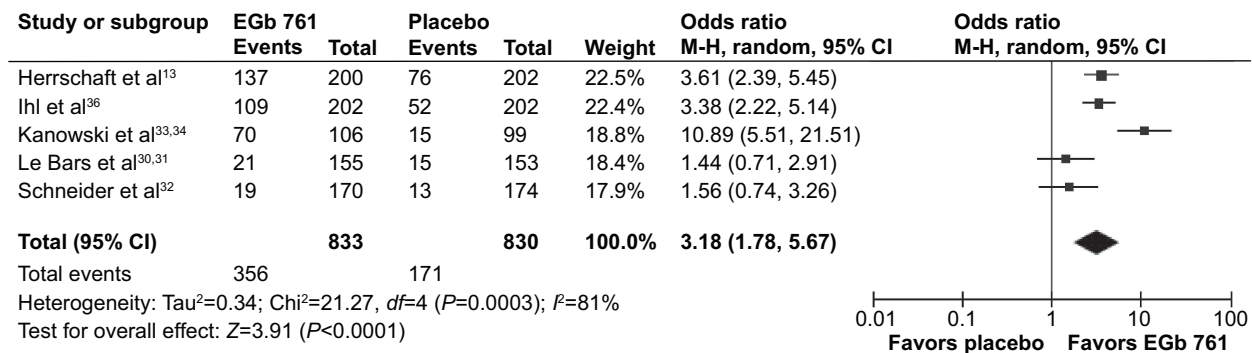 Study or subgroup EGb 761 Placebo Odds ratio Odds ratio
Events Total Events Total Weight M-H, random, 95% CI M-H, random, 95% CI
Herrschaft et al¹³ 137 200 76 202 22.5% 3.61 (2.39, 5.45)
Ihl et al³⁶ 109 202 52 202 22.4% 3.38 (2.22, 5.14)
Kanowski et al³³,³⁴ 70 106 15 99 18.8% 10.89 (5.51, 21.51)
Le Bars et al³⁰,³¹ 21 155 15 153 18.4% 1.44 (0.71, 2.91)
Schneider et al³² 19 170 13 174 17.9% 1.56 (0.74, 3.26)
Total (95% CI) 833 830 100.0% 3.18 (1.78, 5.67)
Total events 356 171
Heterogeneity: Tau²=0.34; Chi²=21.27, df=4 (P=0.0003); I²=81%
Test for overall effect: Z=3.91 (P<0.0001)
0.01 0.1 1 10 100
Favors placebo Favors EGb 761